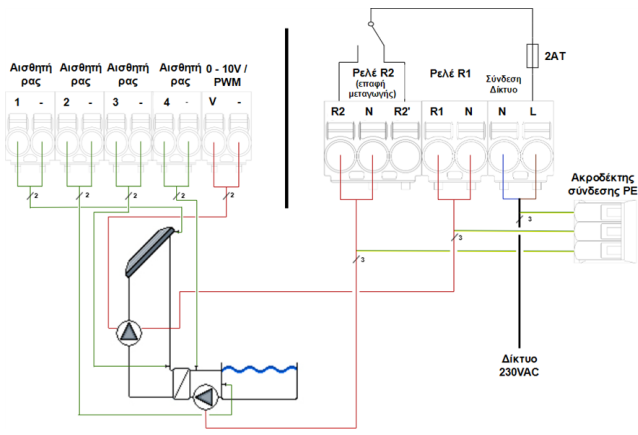 Αισθητή
ρας
Αισθητή
ρας
Αισθητή
ρας
Αισθητή
ρας
0 - 10V /
PWM
1 - 2 - 3 - 4 - V -
2 2 2 2 2
2AT
Ρελέ R2
(επαφή
μεταγωγής)
Ρελέ R1
Σύνδεση
Δίκτυο
R2 N R2' R1 N N L
Ακροδέκτης
σύνδεσης PE
3
3
3
Δίκτυο
230VAC